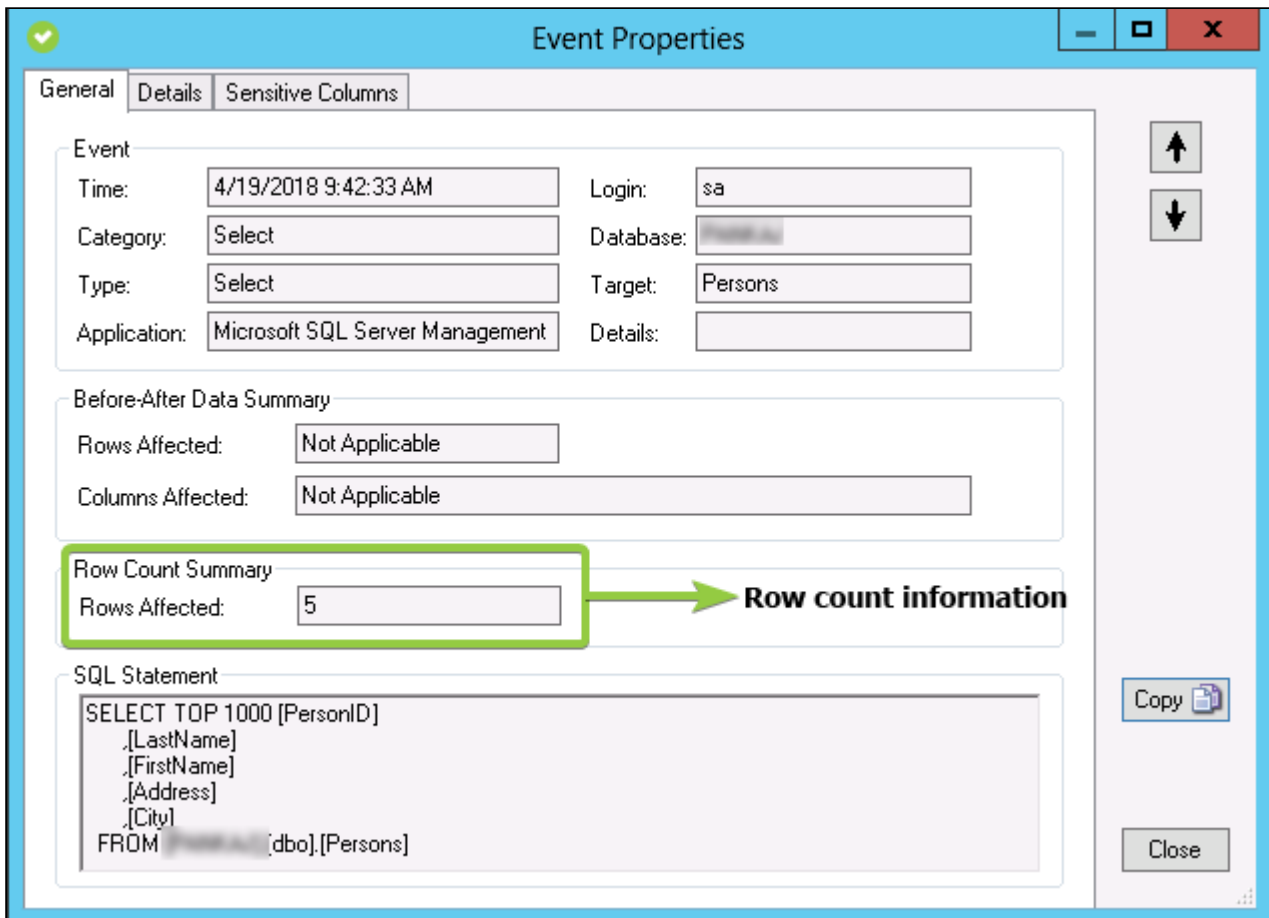 Event Properties
General Details Sensitive Columns
Event
Time: 4/19/2018 9:42:33 AM Login: sa
Category: Select Database:
Type: Select Target: Persons
Application: Microsoft SQL Server Management Details:
Before-After Data Summary
Rows Affected: Not Applicable
Columns Affected: Not Applicable
Row Count Summary
Rows Affected: 5
Row count information
SQL Statement
SELECT TOP 1000 [PersonID]
,[LastName]
,[FirstName]
,[Address]
,[City]
FROM [dbo].[Persons]
Copy
Close